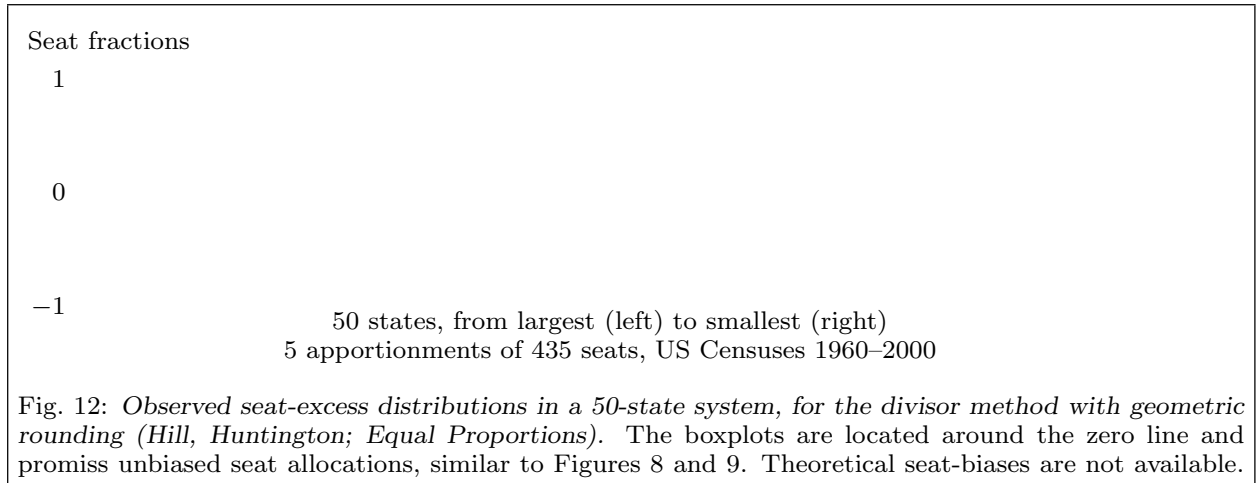 Seat fractions
1
0
−1
50 states, from largest (left) to smallest (right)
5 apportionments of 435 seats, US Censuses 1960–2000
Fig. 12: Observed seat-excess distributions in a 50-state system, for the divisor method with geometric
rounding (Hill, Huntington; Equal Proportions). The boxplots are located around the zero line and
promiss unbiased seat allocations, similar to Figures 8 and 9. Theoretical seat-biases are not available.